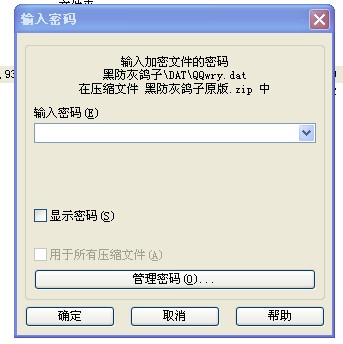 输入密码
输入加密文件的密码
黑防灰鸽子\DAT\QQwry.dat
在压缩文件 黑防灰鸽子原版.zip 中
输入密码(E)
显示密码(S)
用于所有压缩文件(A)
管理密码(O)...
确定 取消 帮助